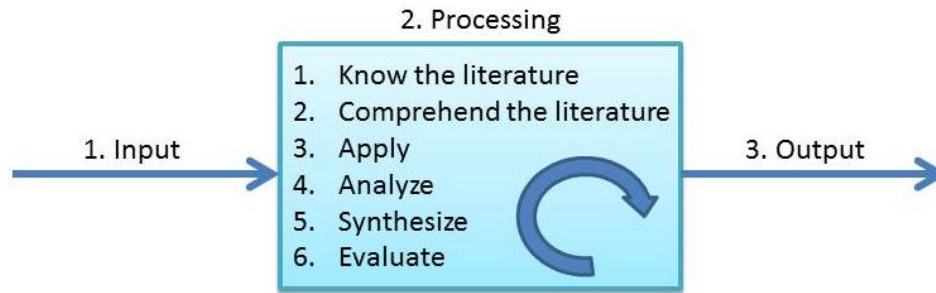 2. Processing
1. Know the literature
2. Comprehend the literature
3. Apply
4. Analyze
5. Synthesize
6. Evaluate
1. Input
3. Output